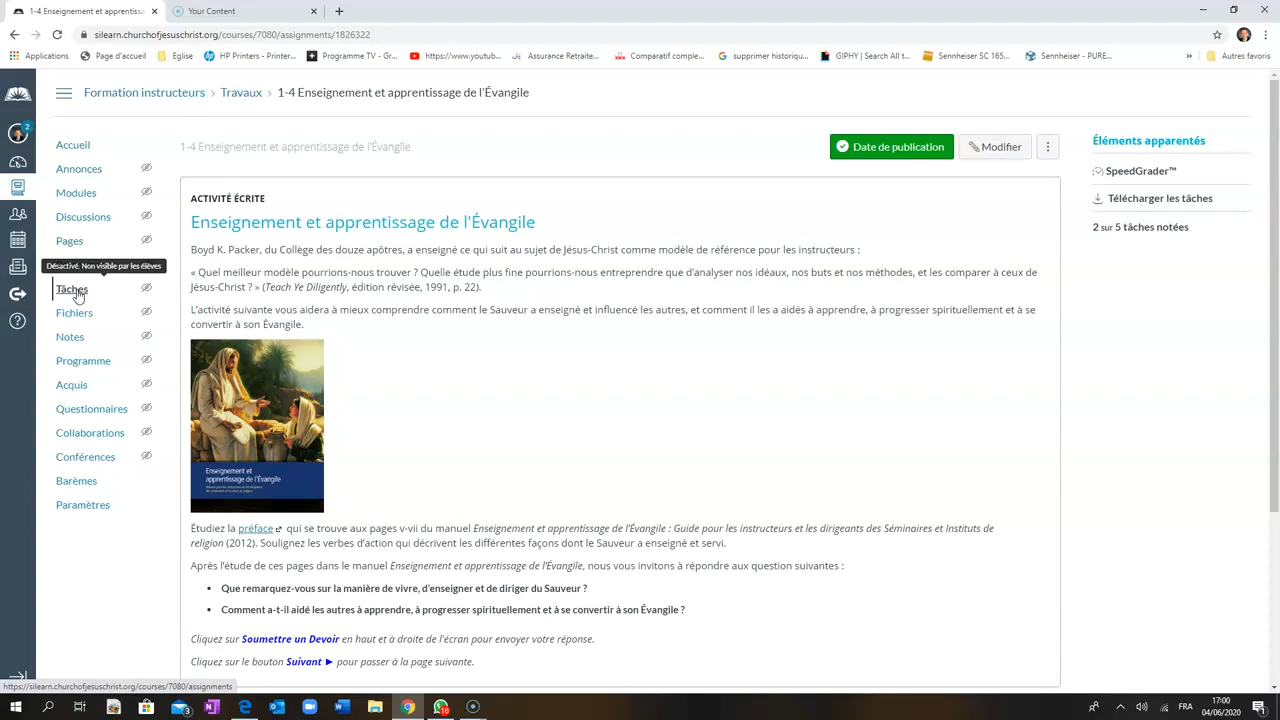 1-4 Enseignement et apprentissa
Your Content
silearn.churchofjesuschrist.org/courses/7080/assignments/1826322
Applications
Page d'accueil
Eglise
HP Printers - Printer...
Programme TV - Gr...
https://www.youtub...
Assurance Retraite...
Comparatif comple...
supprimer historiqu...
GIPHY | Search All t...
Sennheiser SC 165...
Sennheiser - PURE...
»
Autres favoris
Formation instructeurs › Travaux › 1-4 Enseignement et apprentissage de l'Évangile
2
Accueil
Annonces
Modules
Discussions
Pages
Désactivé. Non visible par les élèves
Tâches
Fichiers
Notes
Programme
Acquis
Questionnaires
Collaborations
Conférences
Barèmes
Paramètres
1-4 Enseignement et apprentissage de l'Évangile
Date de publication
Modifier
ACTIVITÉ ÉCRITE
Enseignement et apprentissage de l'Évangile
Boyd K. Packer, du Collège des douze apôtres, a enseigné ce qui suit au sujet de Jésus-Christ comme modèle de référence pour les instructeurs :
« Quel meilleur modèle pourrions-nous trouver ? Quelle étude plus fine pourrions-nous entreprendre que d'analyser nos idéaux, nos buts et nos méthodes, et les comparer à ceux de
Jésus-Christ ? » (Teach Ye Diligently, édition révisée, 1991, p. 22).
L'activité suivante vous aidera à mieux comprendre comment le Sauveur a enseigné et influencé les autres, et comment il les a aidés à apprendre, à progresser spirituellement et à se
convertir à son Évangile.
Enseignement et
apprentissage de l'Évangile
Étudiez la préface qui se trouve aux pages v-vii du manuel Enseignement et apprentissage de l'Évangile : Guide pour les instructeurs et les dirigeants des Séminaires et Instituts de
religion (2012). Soulignez les verbes d'action qui décrivent les différentes façons dont le Sauveur a enseigné et servi.
Après l'étude de ces pages dans le manuel Enseignement et apprentissage de l'Évangile, nous vous invitons à répondre aux question suivantes :
• Que remarquez-vous sur la manière de vivre, d'enseigner et de diriger du Sauveur ?
• Comment a-t-il aidé les autres à apprendre, à progresser spirituellement et à se convertir à son Évangile ?
Cliquez sur Soumettre un Devoir en haut et à droite de l'écran pour envoyer votre réponse.
Cliquez sur le bouton Suivant ► pour passer à la page suivante.
Éléments apparentés
SpeedGrader™
Télécharger les tâches
2 sur 5 tâches notées
https://silearn.churchofjesuschrist.org/courses/7080/assignments
3
16
FRA
17:00
04/06/2020